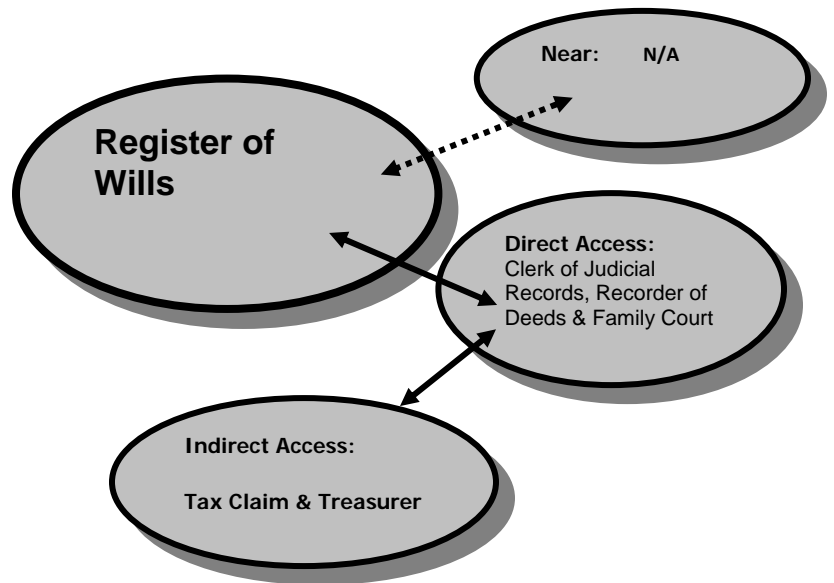 Near: N/A
Register of
Wills
Direct Access:
Clerk of Judicial
Records, Recorder of
Deeds & Family Court
Indirect Access:
Tax Claim & Treasurer